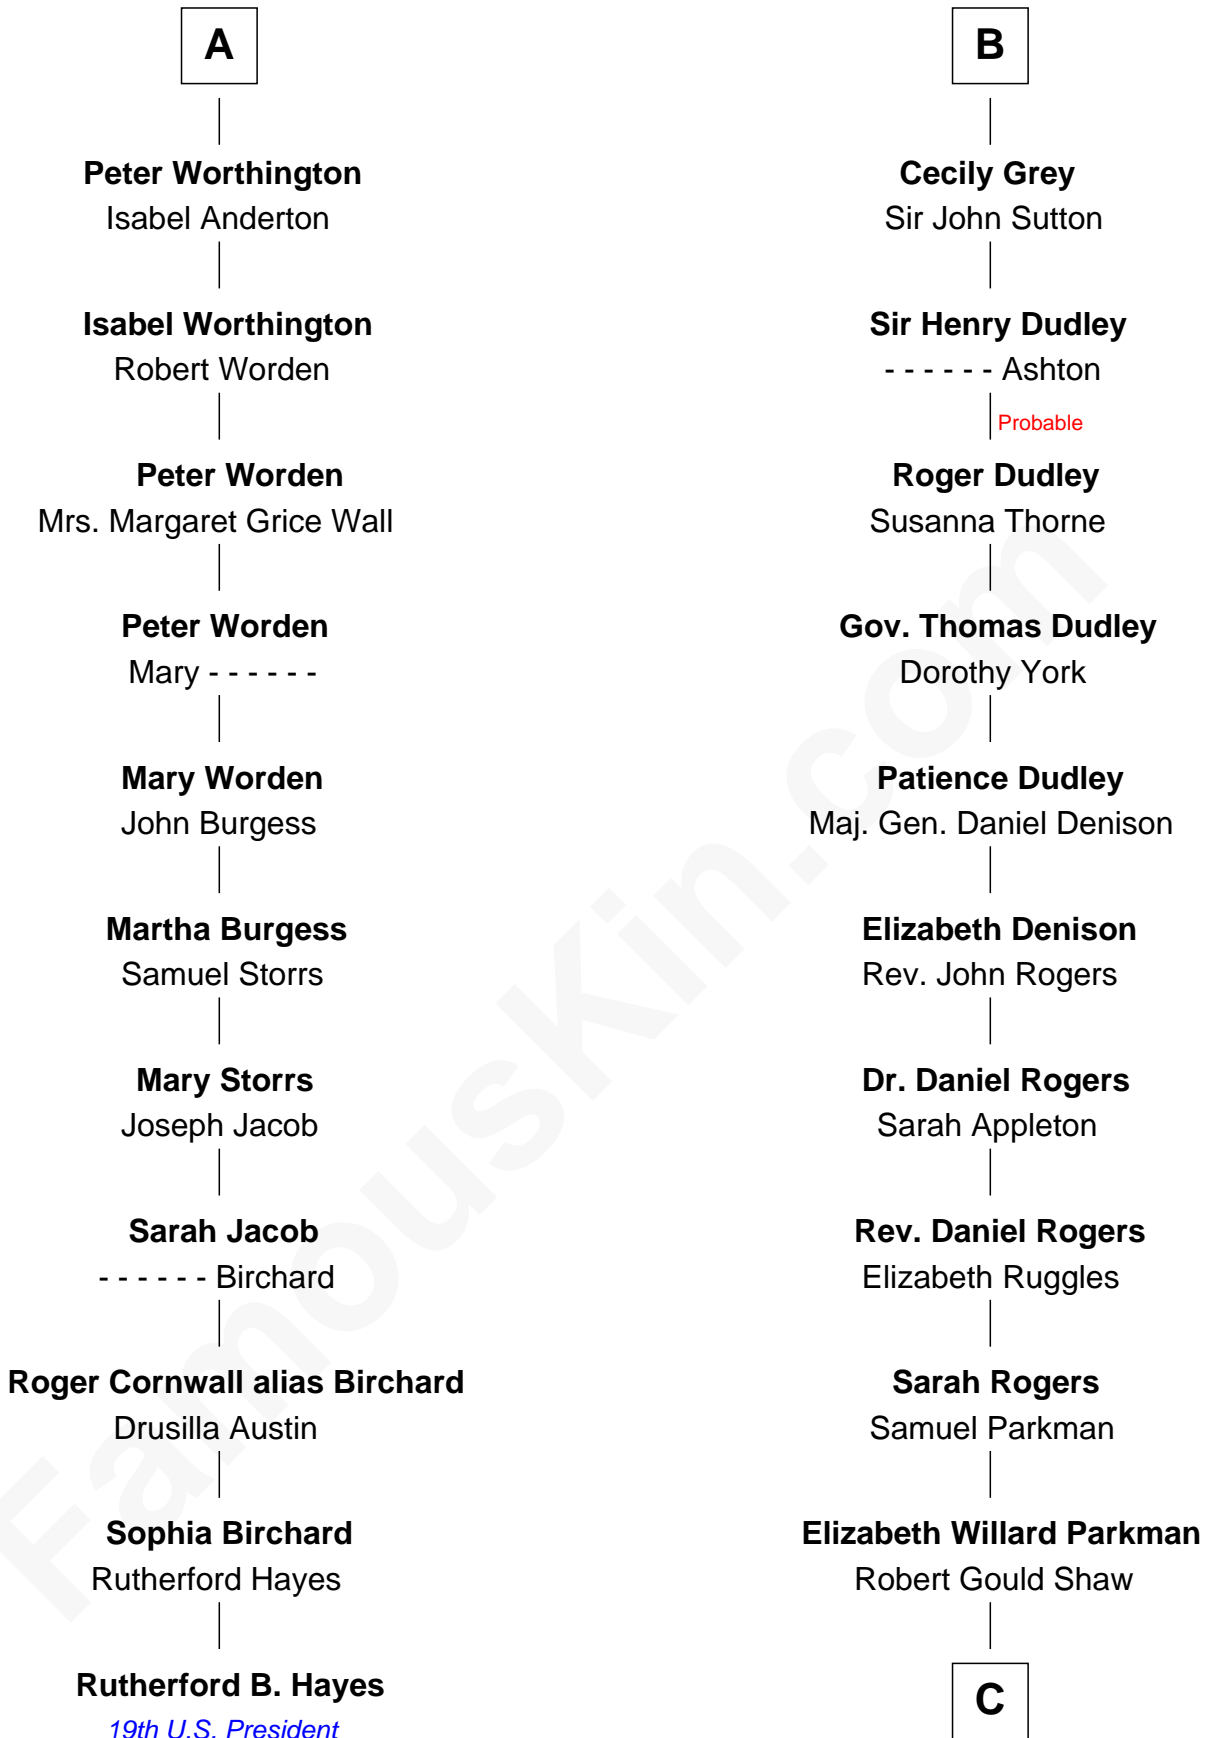 A
Peter Worthington
Isabel Anderton
Isabel Worthington
Robert Worden
Peter Worden
Mrs. Margaret Grice Wall
Peter Worden
Mary - - - - - -
Mary Worden
John Burgess
Martha Burgess
Samuel Storrs
Mary Storrs
Joseph Jacob
Sarah Jacob
- - - - - - Birchard
Roger Cornwall alias Birchard
Drusilla Austin
Sophia Birchard
Rutherford Hayes
Rutherford B. Hayes
19th U.S. President
B
Cecily Grey
Sir John Sutton
Sir Henry Dudley
- - - - - - Ashton
Probable
Roger Dudley
Susanna Thorne
Gov. Thomas Dudley
Dorothy York
Patience Dudley
Maj. Gen. Daniel Denison
Elizabeth Denison
Rev. John Rogers
Dr. Daniel Rogers
Sarah Appleton
Rev. Daniel Rogers
Elizabeth Ruggles
Sarah Rogers
Samuel Parkman
Elizabeth Willard Parkman
Robert Gould Shaw
C
FamousKin.com